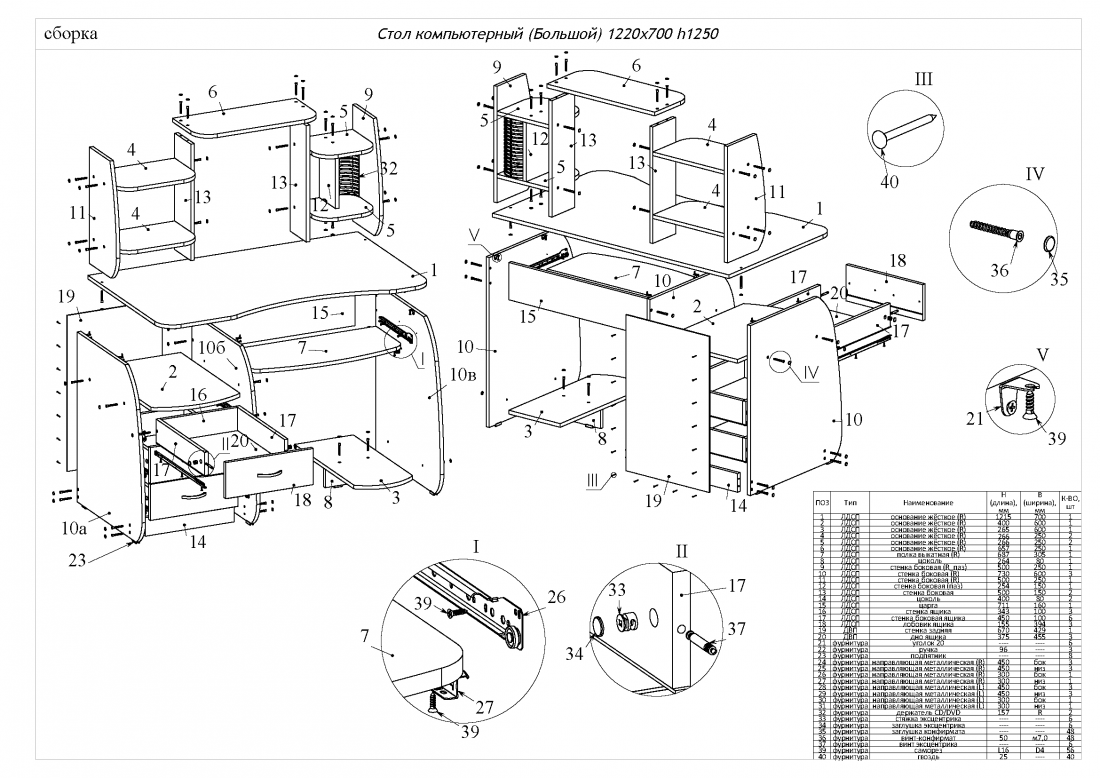 сборка
Стол компьютерный (Большой) 1220x700 h1250
6
9
4
5
12
32
13
13
11
4
5
1
19
15
10б
7
I
2
16
10в
17
20
II
17
18
8
3
10а
14
23
9
6
5
12
13
4
13
5
4
11
1
V
7
10
17
18
20
15
2
17
10
IV
10
3
8
III
19
14
III
40
IV
36
35
V
21
39
I
39
26
7
27
39
II
33
17
34
37
ПОЗ Тип Наименование H (длина), мм B (ширина), мм К-ВО, шт
1 ЛДСП основание жёсткое (R) 1215 700 1
2 ЛДСП основание жёсткое (R) 400 600 1
3 ЛДСП основание жёсткое (R) 265 600 1
4 ЛДСП основание жёсткое (R) 266 250 2
5 ЛДСП основание жёсткое (R) 266 250 2
6 ЛДСП основание жёсткое (R) 657 250 1
7 ЛДСП полка выкатная (R) 687 305 1
8 ЛДСП цоколь 264 80 1
9 ЛДСП стенка боковая (R_паз) 500 250 1
10 ЛДСП стенка боковая (R) 730 600 3
11 ЛДСП стенка боковая (R) 500 250 1
12 ЛДСП стенка боковая (паз) 254 150 1
13 ЛДСП стенка боковая 500 150 2
14 ЛДСП цоколь 400 80 2
15 ЛДСП царга 711 160 1
16 ЛДСП стенка ящика 343 100 3
17 ЛДСП стенка боковая ящика 450 100 6
18 ЛДСП лобовик ящика 155 394 3
19 ДВП стенка задняя 670 429 1
20 ДВП дно ящика 375 455 3
21 фурнитура уголок 20 ---- ---- 6
22 фурнитура ручка 96 ---- 3
23 фурнитура подпятник ---- ---- 8
24 фурнитура направляющая металлическая (R) 450 бок 3
25 фурнитура направляющая металлическая (R) 450 низ 3
26 фурнитура направляющая металлическая (R) 300 бок 1
27 фурнитура направляющая металлическая (R) 300 низ 1
28 фурнитура направляющая металлическая (L) 450 бок 3
29 фурнитура направляющая металлическая (L) 450 низ 3
30 фурнитура направляющая металлическая (L) 300 бок 1
31 фурнитура направляющая металлическая (L) 300 низ 1
32 фурнитура держатель CD/DVD 157 R 2
33 фурнитура стяжка эксцентрика ---- ---- 6
34 фурнитура заглушка эксцентрика ---- ---- 6
35 фурнитура заглушка конфирмата ---- ---- 48
36 фурнитура винт-конфирмат 50 м7,0 48
37 фурнитура винт эксцентрика ---- ---- 6
39 фурнитура саморез L16 D4 56
40 фурнитура гвоздь 25 ---- 40